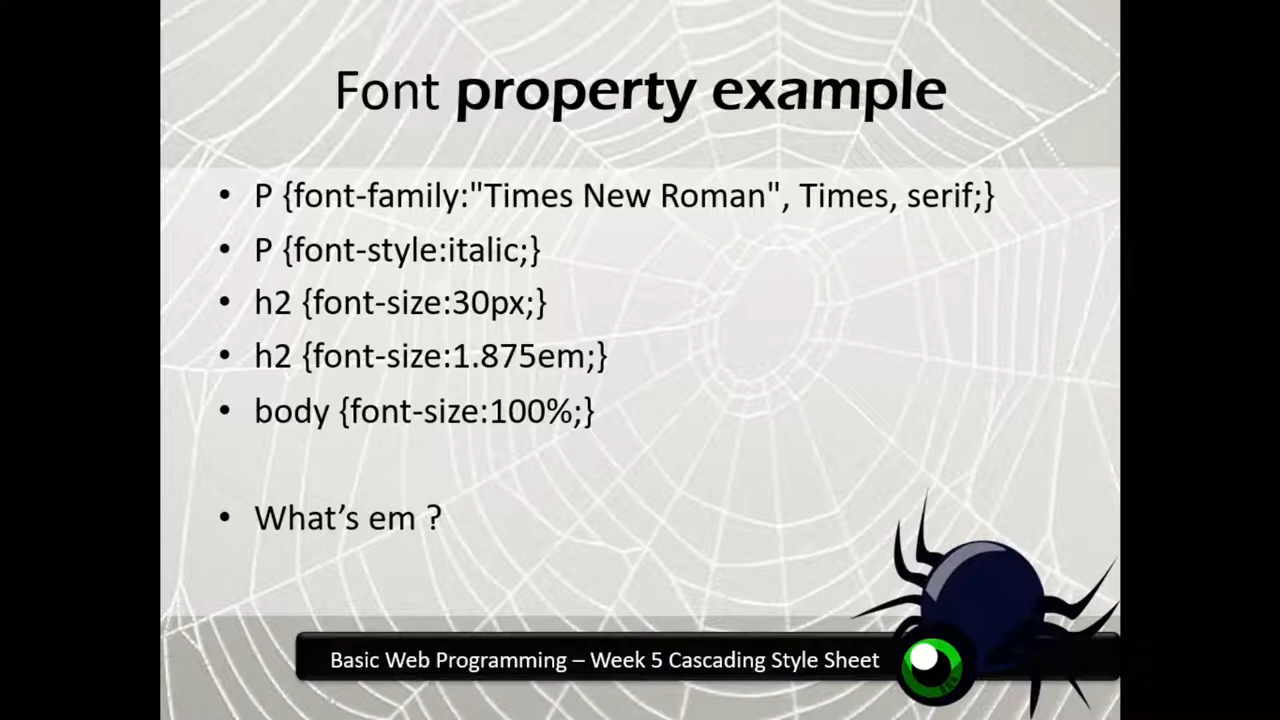 Font property example
• P {font-family:"Times New Roman", Times, serif;}
• P {font-style:italic;}
• h2 {font-size:30px;}
• h2 {font-size:1.875em;}
• body {font-size:100%;}
• What’s em ?
Basic Web Programming – Week 5 Cascading Style Sheet